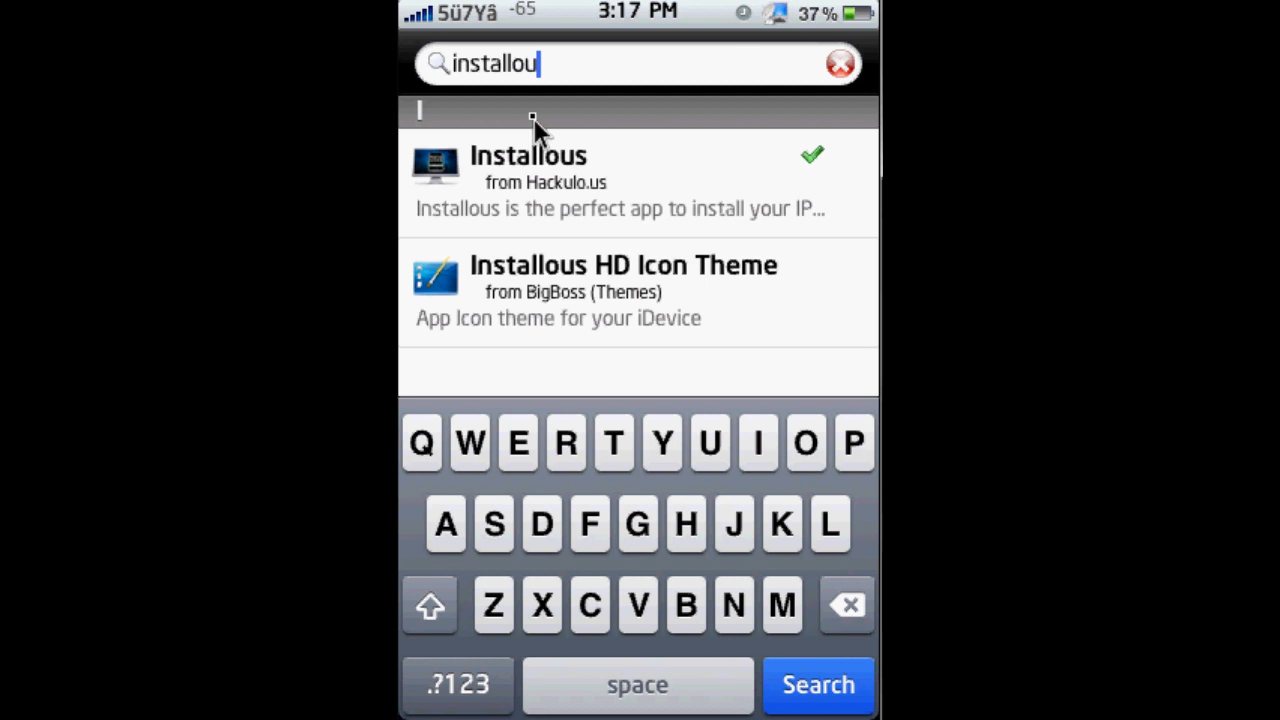 5ü7Yâ -65 3:17 PM 37%
installou
I
Installous
from Hackulo.us
Installous is the perfect app to install your IP...
Installous HD Icon Theme
from BigBoss (Themes)
App Icon theme for your iDevice
Q W E R T Y U I O P
A S D F G H J K L
Z X C V B N M
.?123 space Search